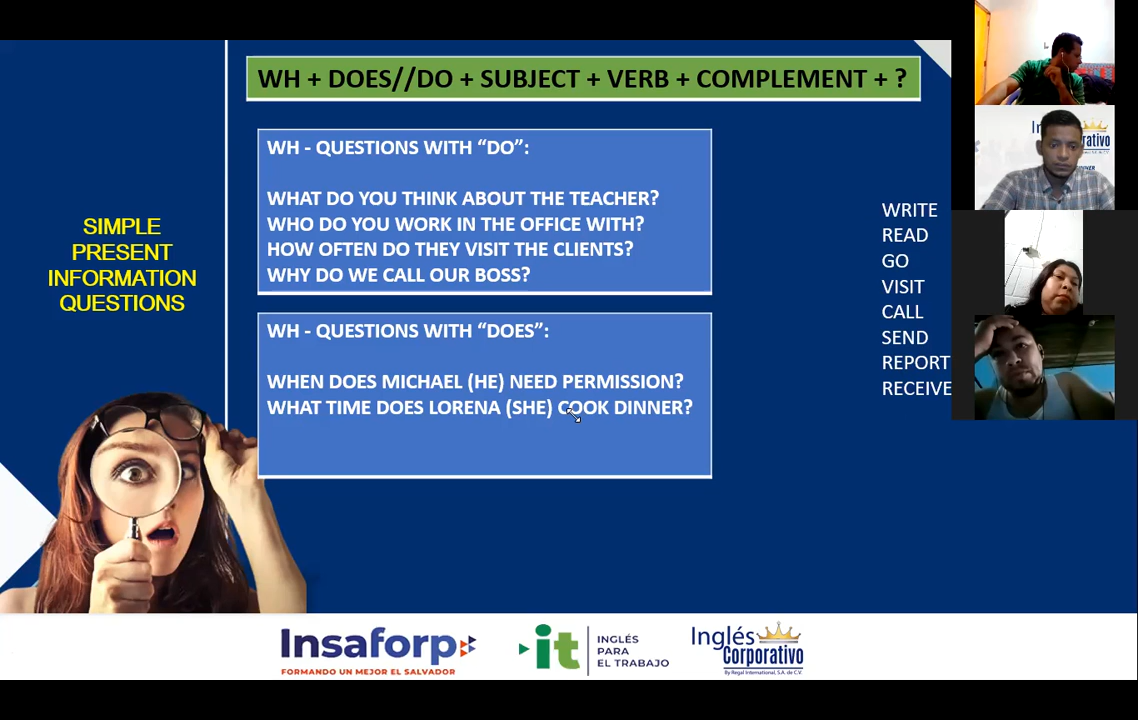 WH + DOES//DO + SUBJECT + VERB + COMPLEMENT + ?
WH - QUESTIONS WITH “DO”:
WHAT DO YOU THINK ABOUT THE TEACHER?
WHO DO YOU WORK IN THE OFFICE WITH?
HOW OFTEN DO THEY VISIT THE CLIENTS?
WHY DO WE CALL OUR BOSS?
SIMPLE
PRESENT
INFORMATION
QUESTIONS
WH - QUESTIONS WITH “DOES”:
WHEN DOES MICHAEL (HE) NEED PERMISSION?
WHAT TIME DOES LORENA (SHE) COOK DINNER?
WRITE
READ
GO
VISIT
CALL
SEND
REPORT
RECEIVE
Insaforp
FORMANDO UN MEJOR EL SALVADOR
it
INGLÉS
PARA
EL TRABAJO
Inglés
Corporativo
By Regal International, S.A. de C.V.